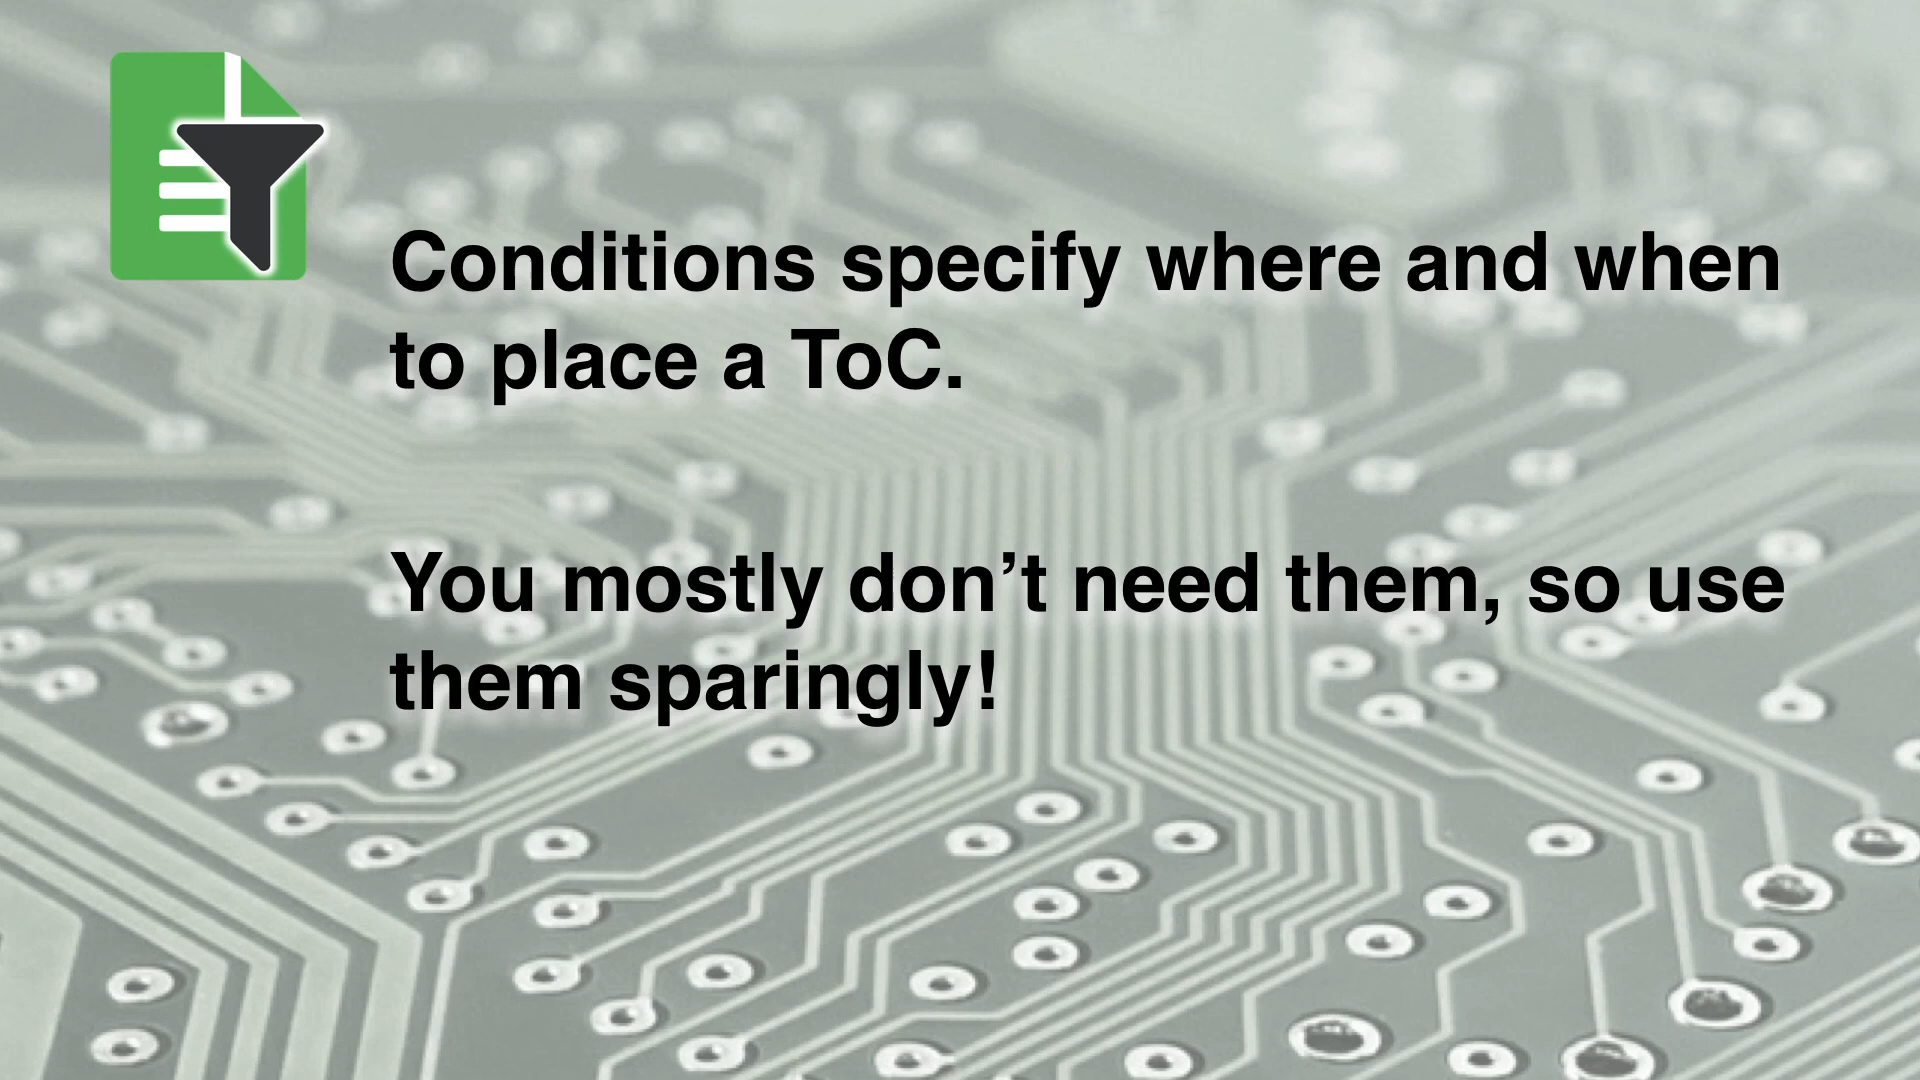 Conditions specify where and when
to place a ToC.
You mostly don’t need them, so use
them sparingly!